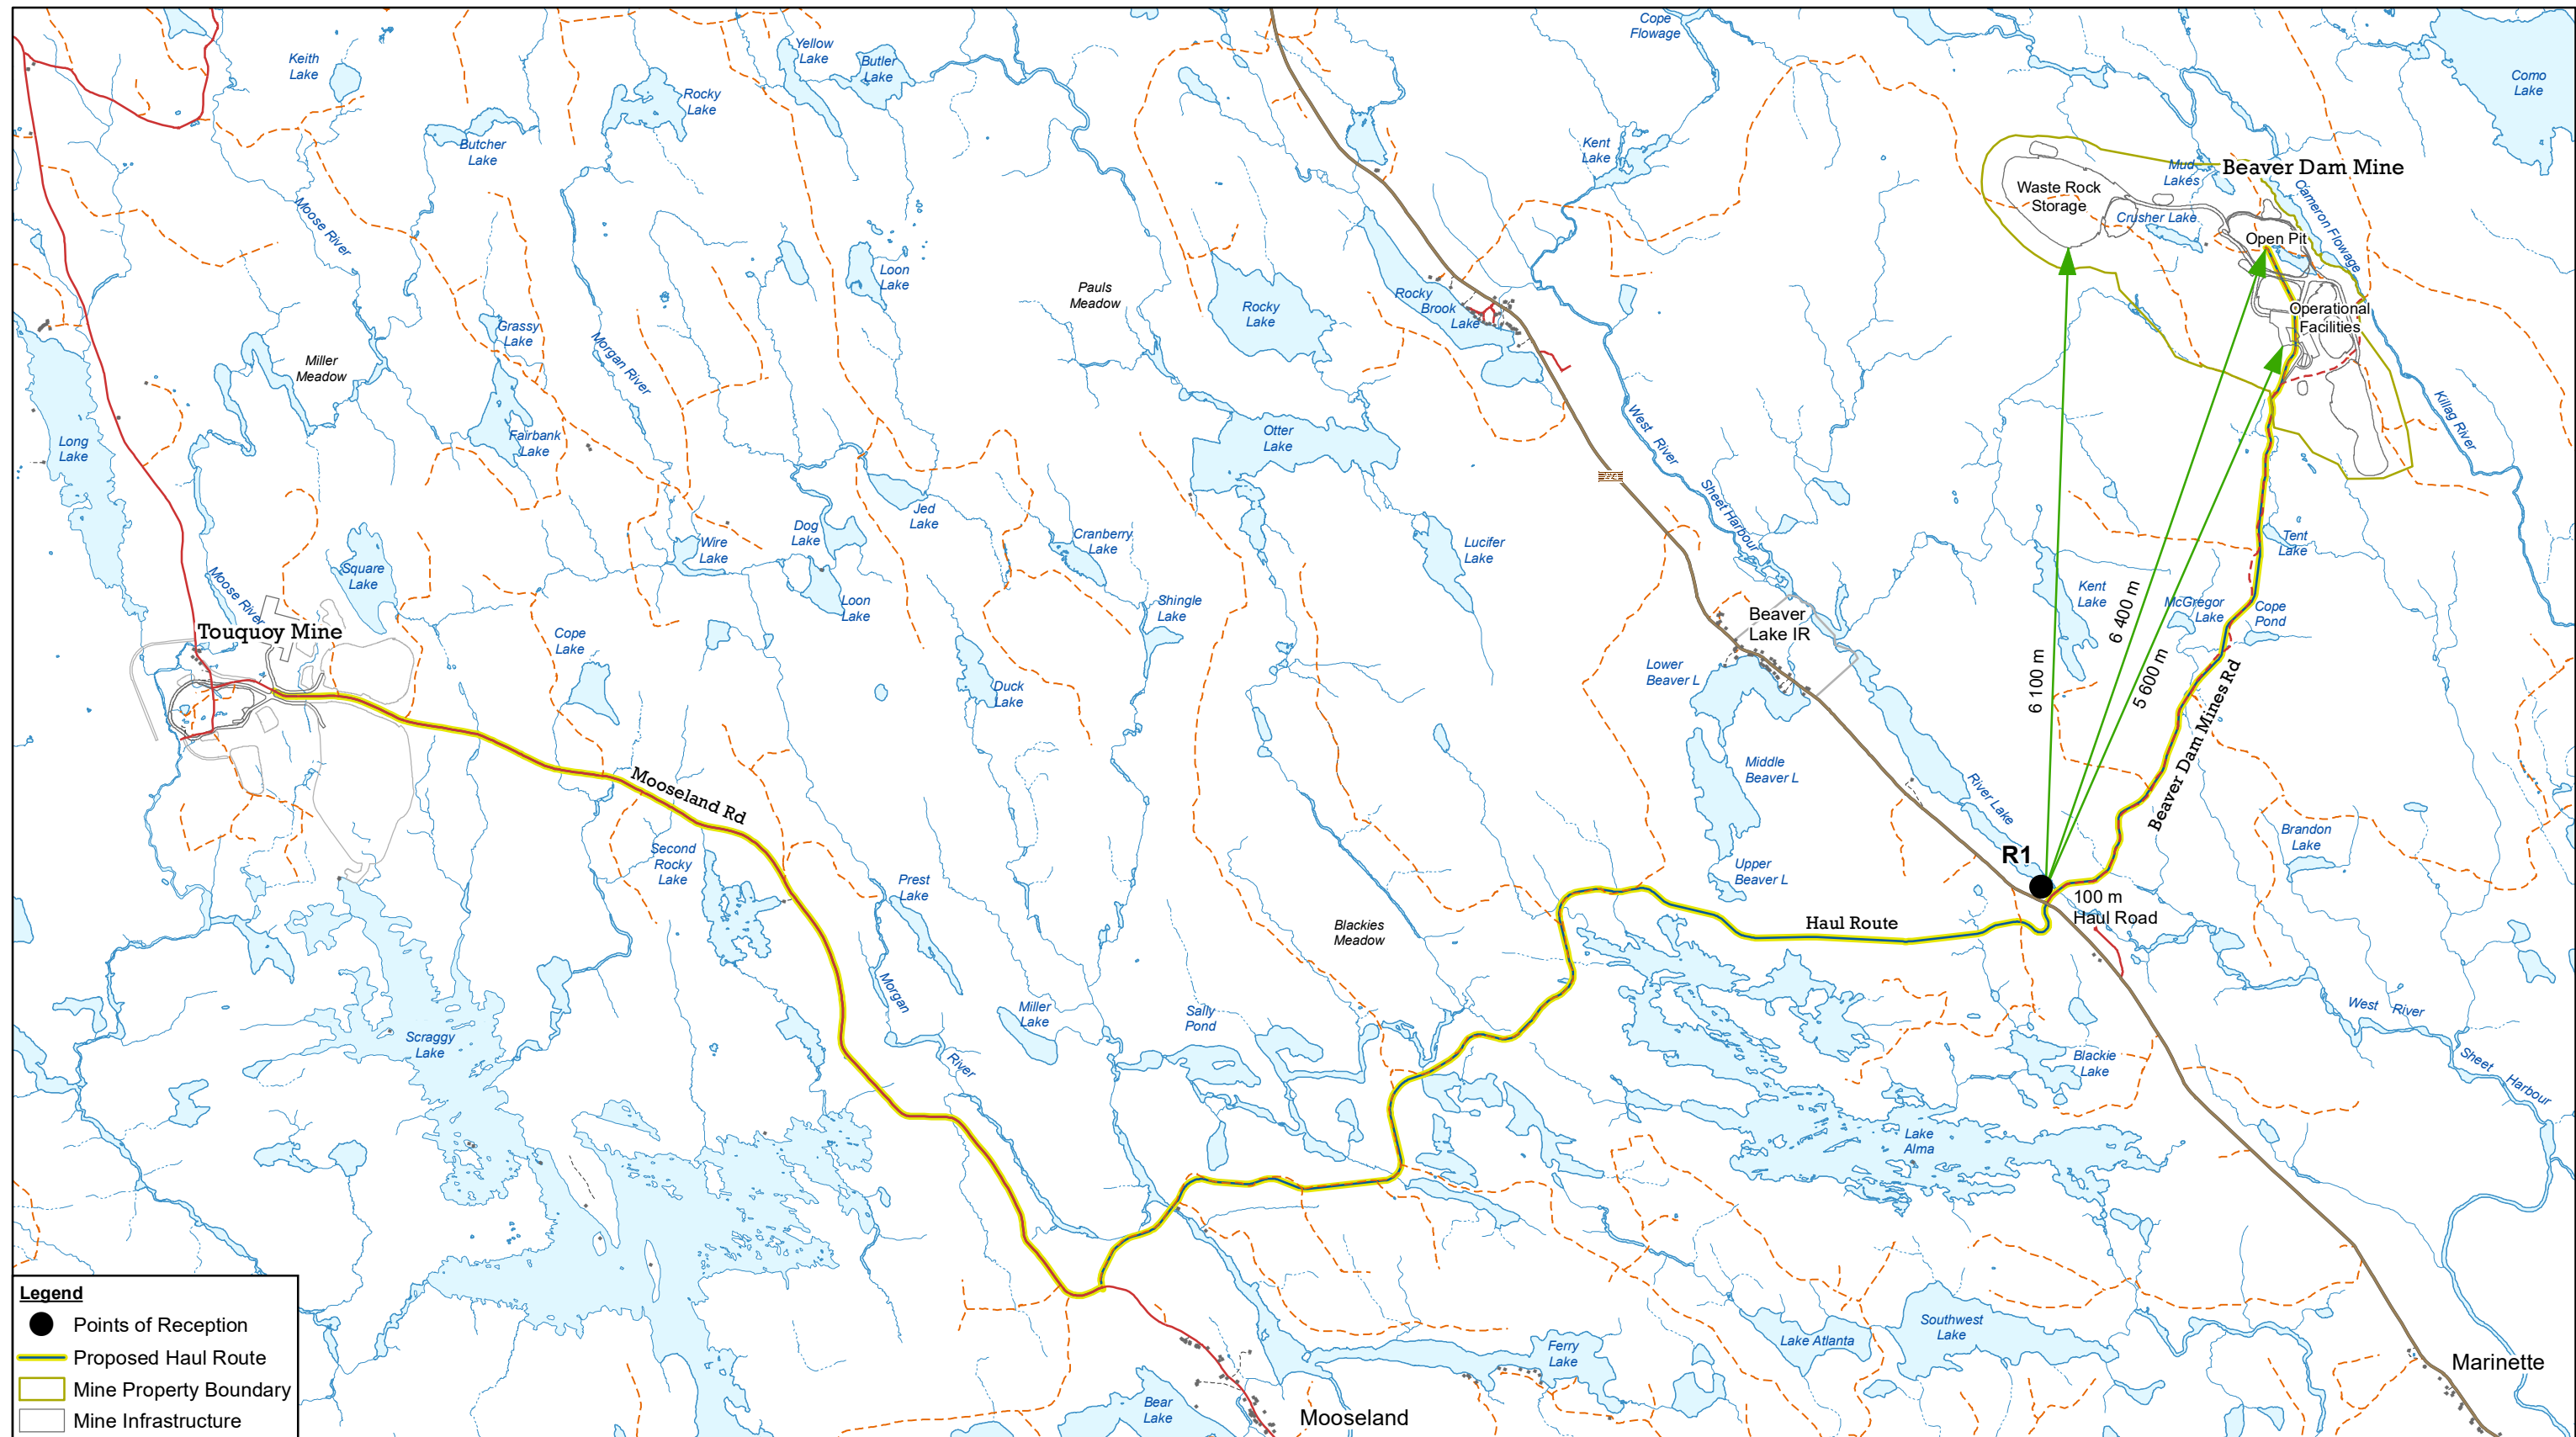 Cope
Flowage
Keith
Lake
Yellow
Lake
Butler
Lake
Rocky
Lake
Como
Lake
Butcher
Lake
Kent
Lake
Mud
Lakes
Beaver Dam Mine
Waste Rock
Storage
Crusher Lake
Cameron Flowage
Open Pit
Moose River
Loon
Lake
Pauls
Meadow
Rocky
Lake
Rocky
Brook
Lake
Operational
Facilities
Grassy
Lake
Miller
Meadow
Morgan River
Long
Lake
Fairbank
Lake
Otter
Lake
West River
Sheet Harbour
Killag River
224
Jed
Lake
Dog
Lake
Wire
Lake
Cranberry
Lake
Lucifer
Lake
Tent
Lake
Square
Lake
Moose River
Loon
Lake
Shingle
Lake
Beaver
Lake IR
Kent
Lake
McGregor
Lake
Cope
Pond
6 400 m
Touquoy Mine
Cope
Lake
Lower
Beaver L
6 100 m
5 600 m
Duck
Lake
Beaver Dam Mines Rd
Middle
Beaver L
River Lake
Mooseland Rd
Brandon
Lake
Second
Rocky
Lake
R1
Upper
Beaver L
Prest
Lake
100 m
Haul Road
Haul Route
Blackies
Meadow
Morgan
River
Miller
Lake
Sally
Pond
West River
Sheet Harbour
Scraggy
Lake
Blackie
Lake
Lake
Alma
Legend
Points of Reception
Proposed Haul Route
Mine Property Boundary
Mine Infrastructure
Southwest
Lake
Lake Atlanta
Ferry
Lake
Marinette
Bear
Lake
Mooseland